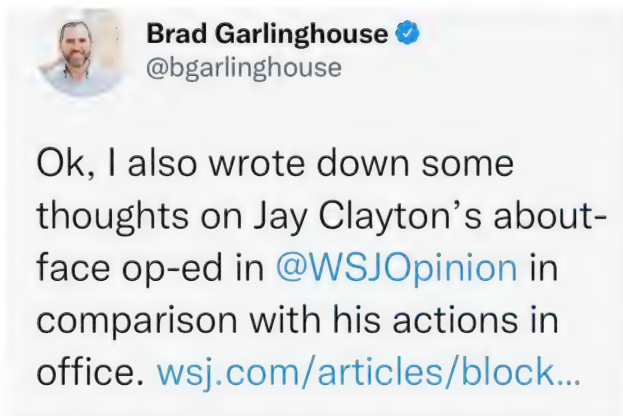 Brad Garlinghouse
@bgarlinghouse
Ok, I also wrote down some
thoughts on Jay Clayton’s about-
face op-ed in @WSJOpinion in
comparison with his actions in
office. wsj.com/articles/block...